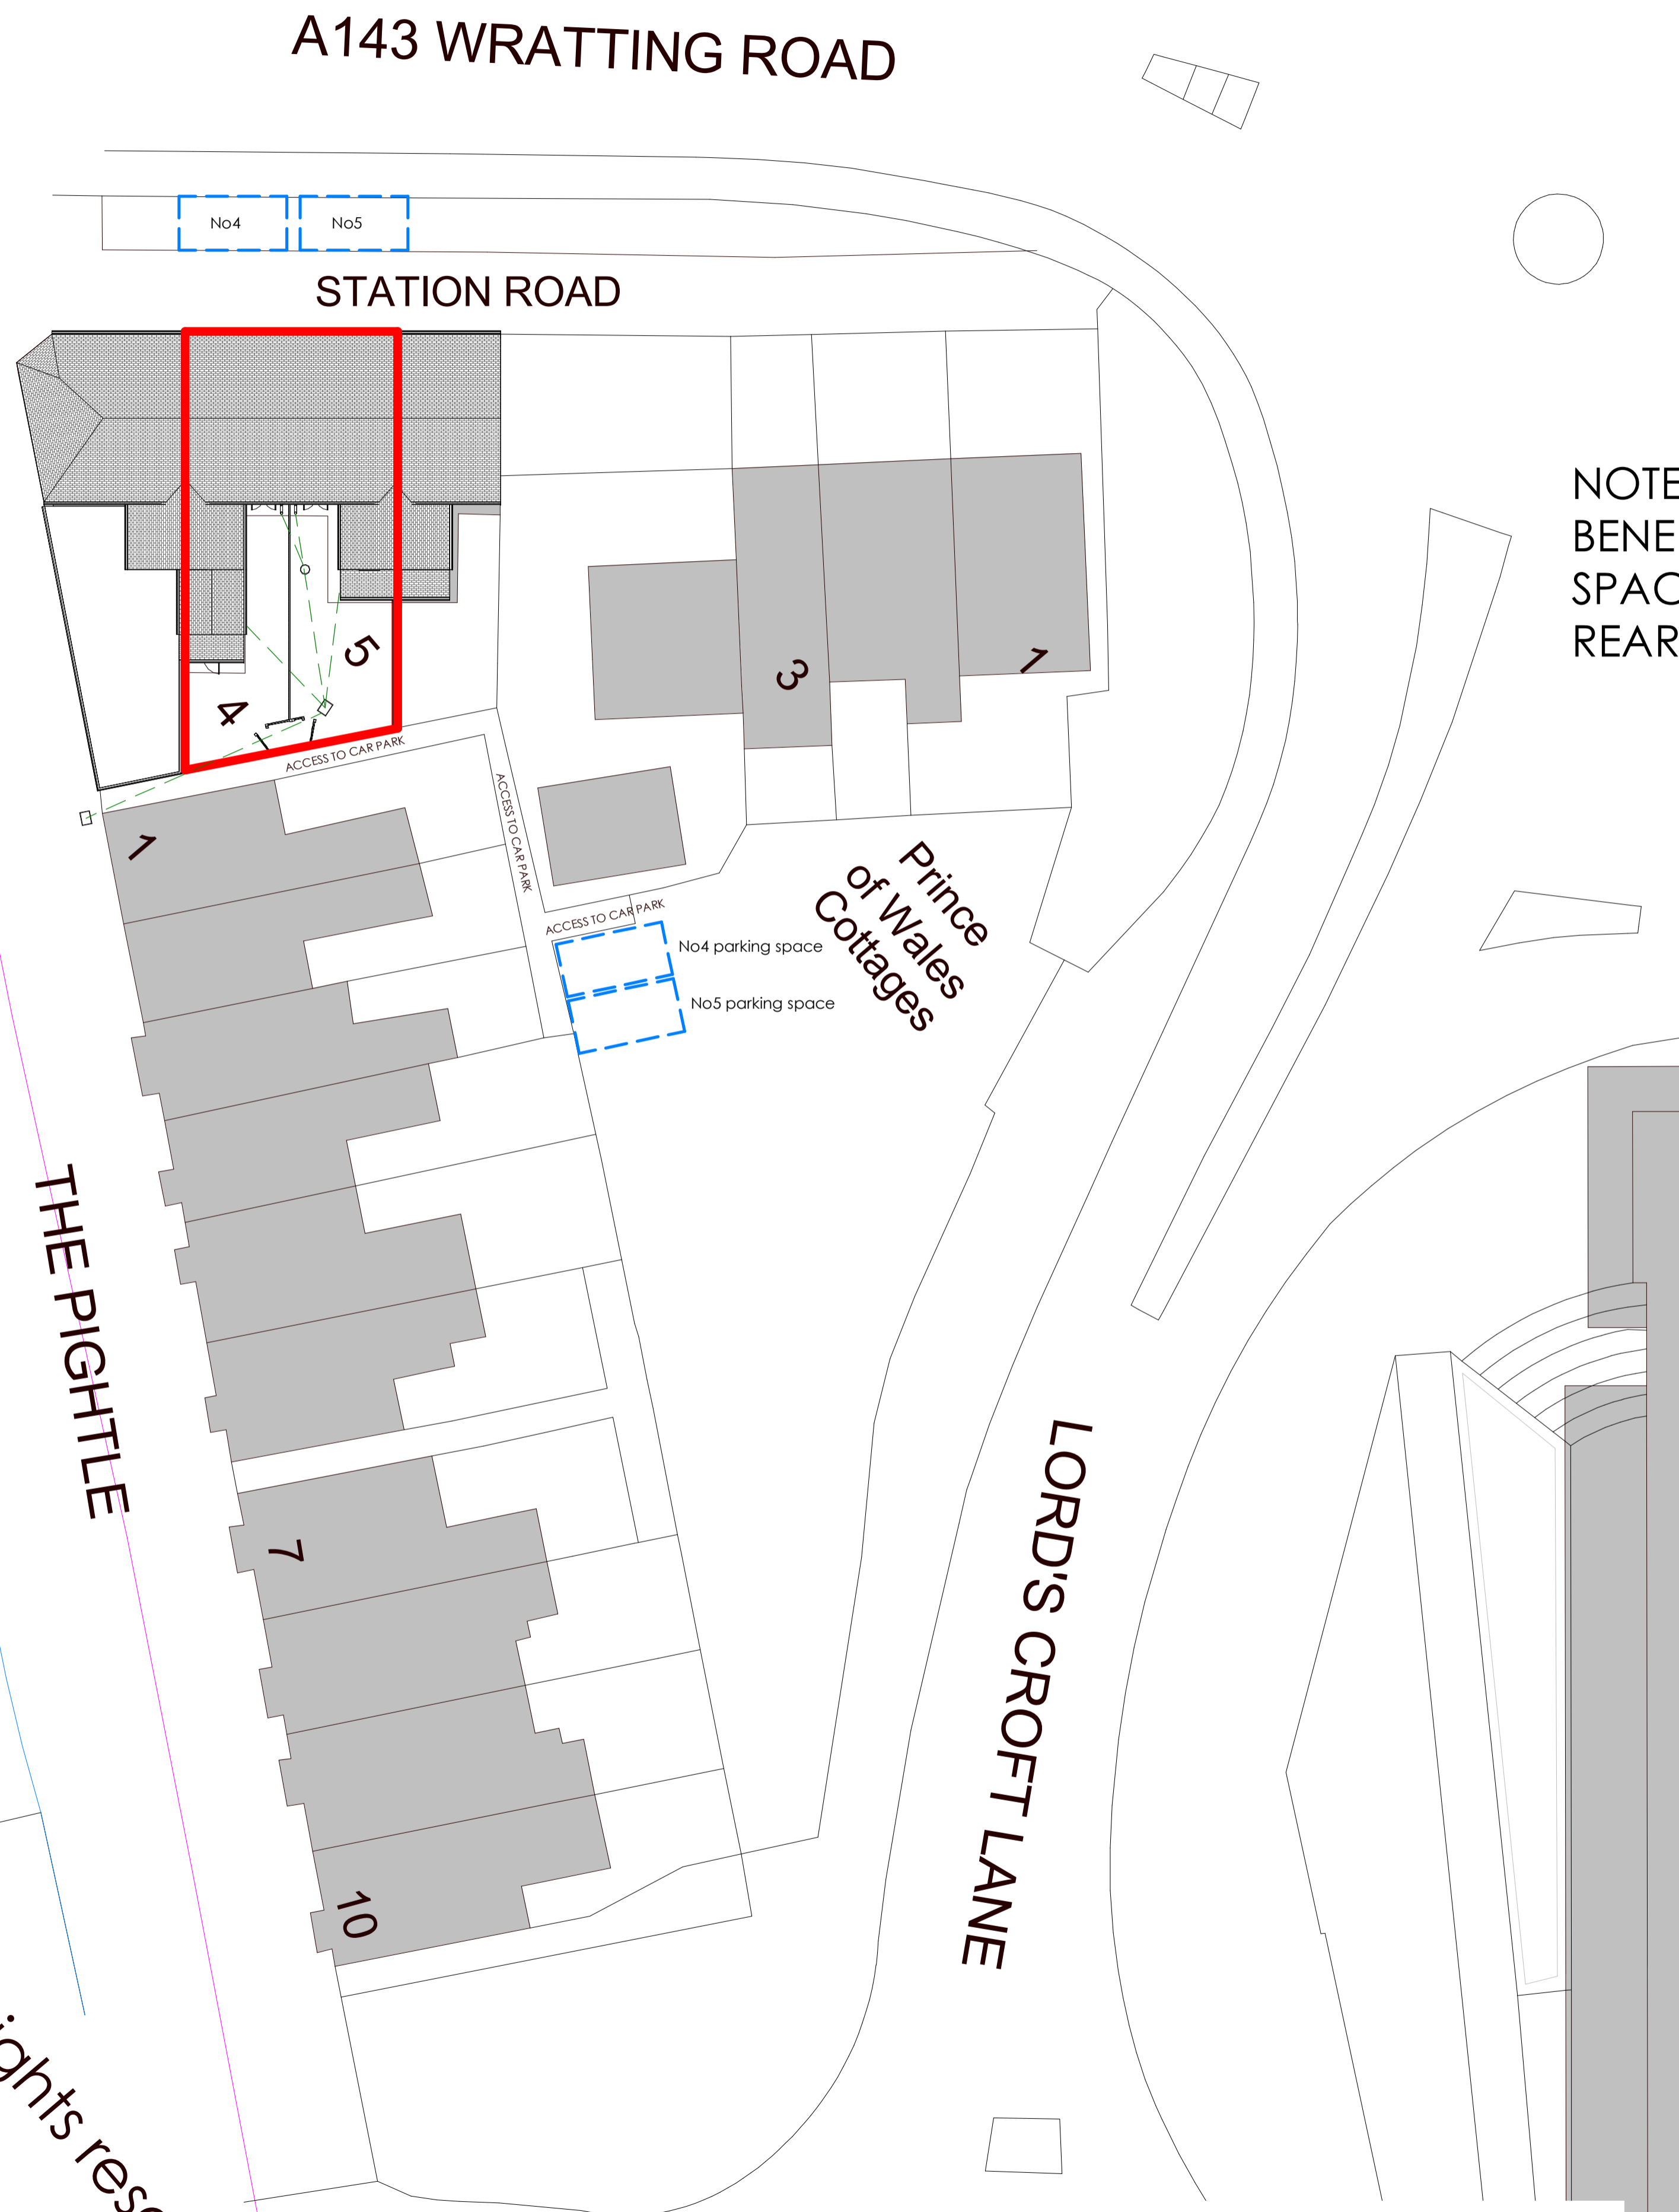 A143 WRATTING ROAD
No4
No5
STATION ROAD
NOTE
BENE
SPAC
REAR
5
4
3
1
ACCESS TO CAR PARK
ACCESS TO CAR PARK
1
ACCESS TO CAR PARK
Prince
of Wales
Cottages
No4 parking space
No5 parking space
THE PIGHTLE
LORD'S CROFT LANE
7
10
ights rese